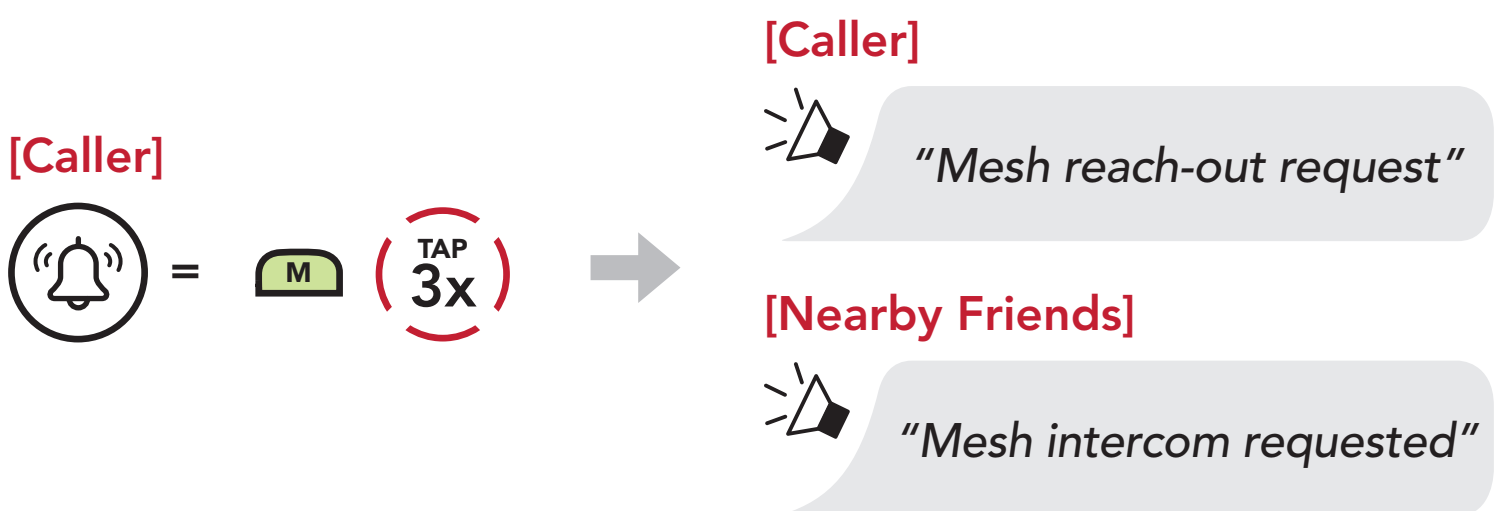 [Caller]
=
M
TAP
3x
[Caller]
“Mesh reach-out request”
[Nearby Friends]
“Mesh intercom requested”